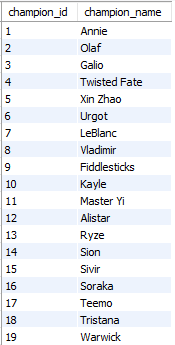 champion_id champion_name
1 Annie
2 Olaf
3 Galio
4 Twisted Fate
5 Xin Zhao
6 Urgot
7 LeBlanc
8 Vladimir
9 Fiddlesticks
10 Kayle
11 Master Yi
12 Alistar
13 Ryze
14 Sion
15 Sivir
16 Soraka
17 Teemo
18 Tristana
19 Warwick